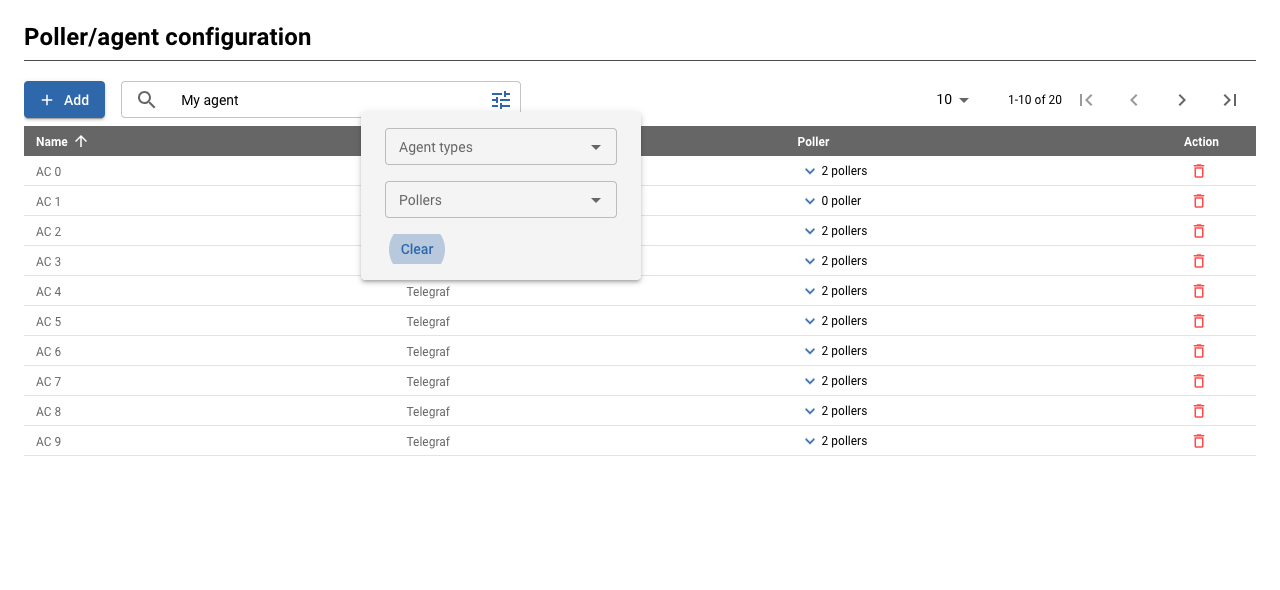 Poller/agent configuration
Add
My agent
10
1-10 of 20
Name
Poller
Action
Agent types
Pollers
Clear
AC 0
2 pollers
AC 1
0 poller
AC 2
2 pollers
AC 3
2 pollers
AC 4
Telegraf
2 pollers
AC 5
Telegraf
2 pollers
AC 6
Telegraf
2 pollers
AC 7
Telegraf
2 pollers
AC 8
Telegraf
2 pollers
AC 9
Telegraf
2 pollers